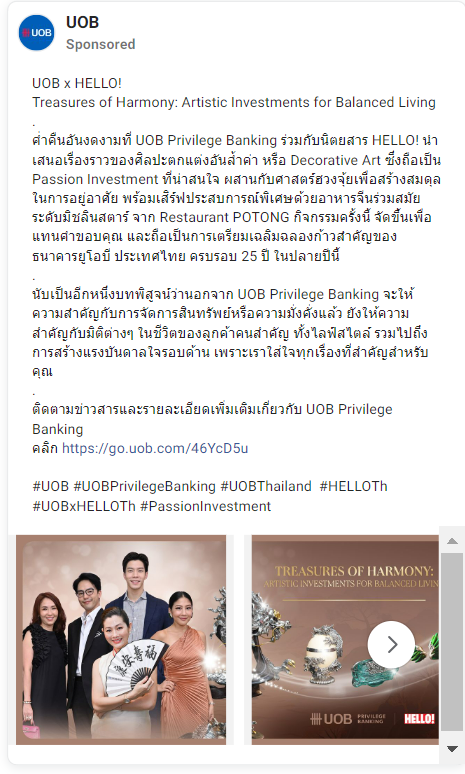 UOB
UOB
Sponsored
UOB x HELLO!
Treasures of Harmony: Artistic Investments for Balanced Living
.
ค่ำคืนอันงดงามที่ UOB Privilege Banking ร่วมกับนิตยสาร HELLO! นำ
เสนอเรื่องราวของศิลปะตกแต่งอันล้ำค่า หรือ Decorative Art ซึ่งถือเป็น
Passion Investment ที่น่าสนใจ ผสานกับศาสตร์ฮวงจุ้ยเพื่อสร้างสมดุล
ในการอยู่อาศัย พร้อมเสิร์ฟประสบการณ์พิเศษด้วยอาหารจีนร่วมสมัย
ระดับมิชลินสตาร์ จาก Restaurant POTONG กิจกรรมครั้งนี้ จัดขึ้นเพื่อ
แทนคำขอบคุณ และถือเป็นการเตรียมเฉลิมฉลองก้าวสำคัญของ
ธนาคารยูโอบี ประเทศไทย ครบรอบ 25 ปี ในปลายปีนี้
.
นับเป็นอีกหนึ่งบทพิสูจน์ว่านอกจาก UOB Privilege Banking จะให้
ความสำคัญกับการจัดการสินทรัพย์หรือความมั่งคั่งแล้ว ยังให้ความ
สำคัญกับมิติต่างๆ ในชีวิตของลูกค้าคนสำคัญ ทั้งไลฟ์สไตล์ รวมไปถึง
การสร้างแรงบันดาลใจรอบด้าน เพราะเราใส่ใจทุกเรื่องที่สำคัญสำหรับ
คุณ
.
ติดตามข่าวสารและรายละเอียดเพิ่มเติมเกี่ยวกับ UOB Privilege
Banking
คลิก https://go.uob.com/46YcD5u
#UOB #UOBPrivilegeBanking #UOBThailand #HELLOTh
#UOBxHELLOTh #PassionInvestment
TREASURES OF HARMONY:
ARTISTIC INVESTMENTS FOR BALANCED LIVIN
UOB PRIVILEGE BANKING HELLO!